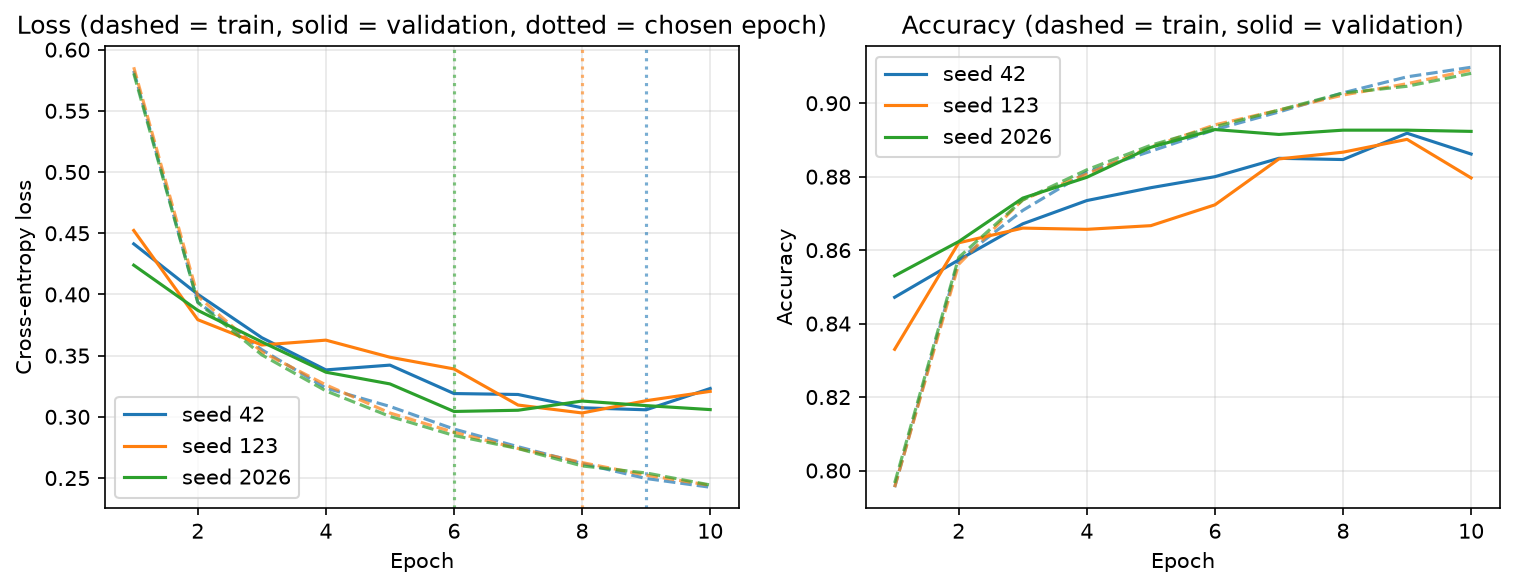 Loss (dashed = train, solid = validation, dotted = chosen epoch)
Cross-entropy loss
0.60
0.55
0.50
0.45
0.40
0.35
0.30
0.25
seed 42
seed 123
seed 2026
2 4 6 8 10
Epoch
Accuracy (dashed = train, solid = validation)
Accuracy
0.90
0.88
0.86
0.84
0.82
0.80
seed 42
seed 123
seed 2026
2 4 6 8 10
Epoch